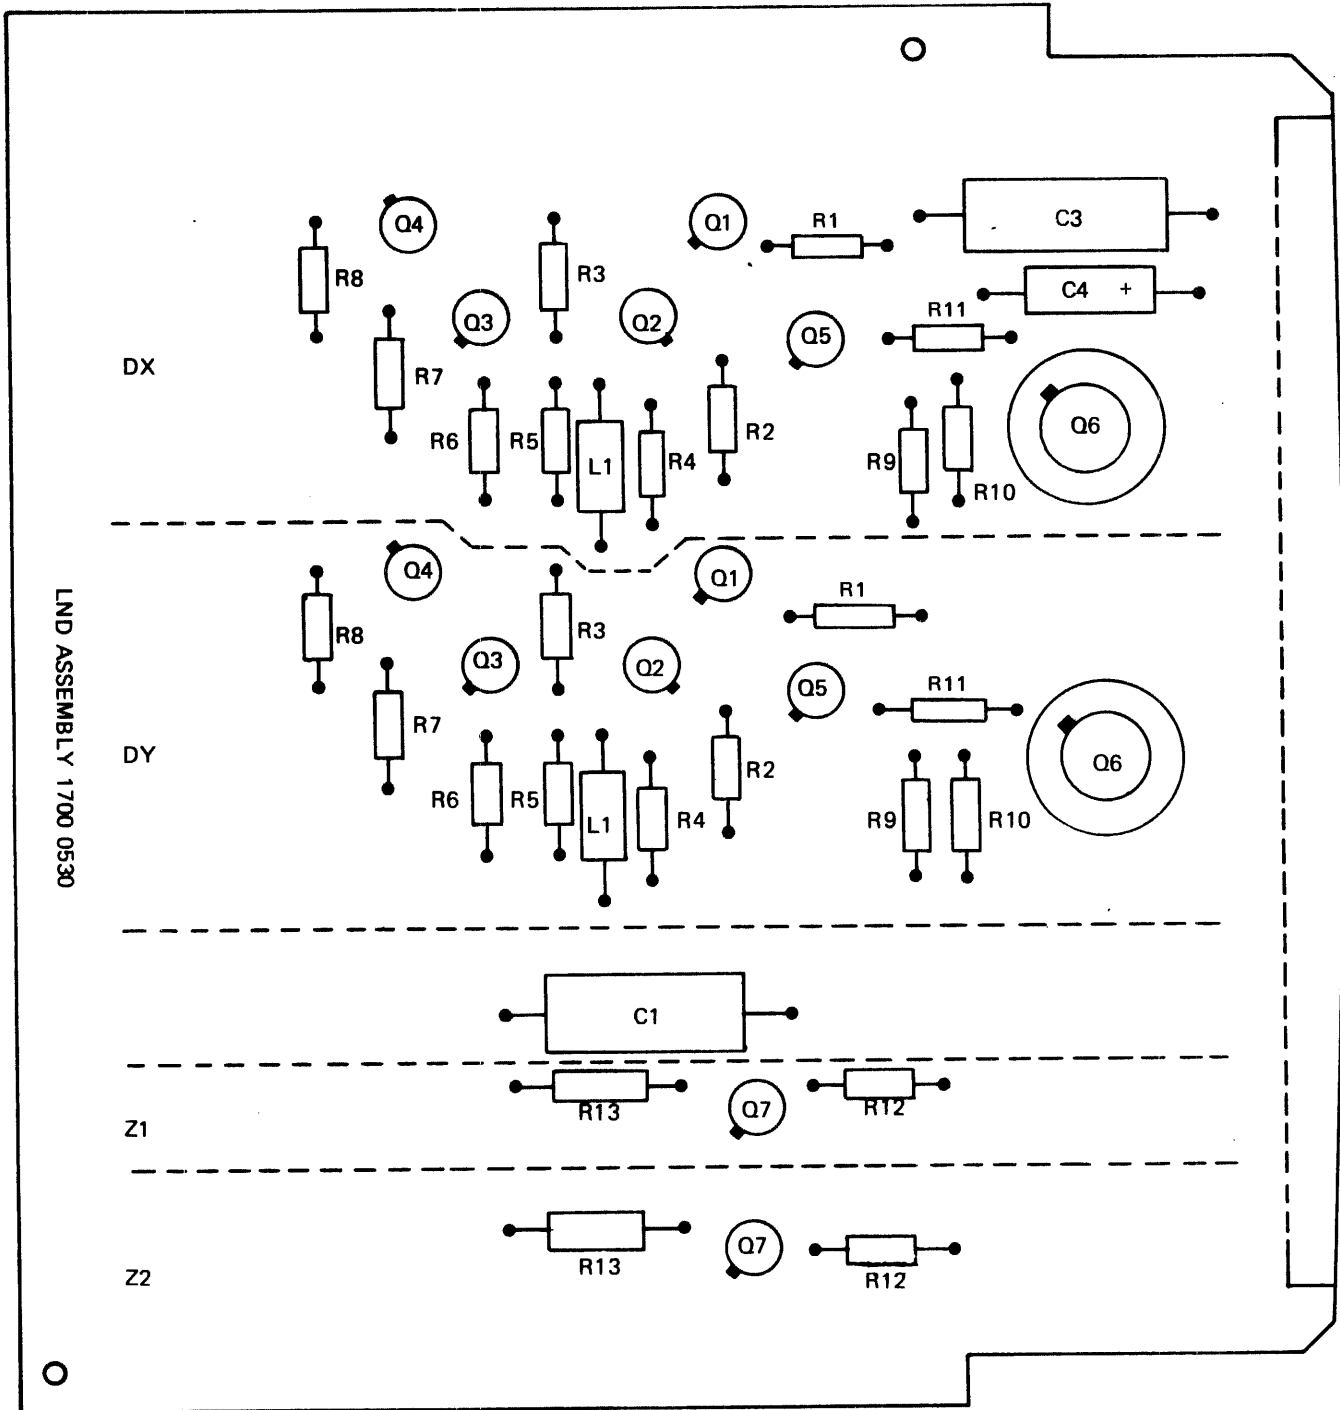 Q4
Q1
R1
C3
R8
R3
C4 +
R11
Q3
Q2
Q5
DX
R7
Q6
R6
R5
L1
R4
R2
R9
R10
Q4
Q1
R1
R8
R3
Q3
Q2
Q5
R11
R7
DY
R6
R5
L1
R4
R2
R9
R10
Q6
LND ASSEMBLY 1700 0530
C1
Z1
R13
Q7
R12
Z2
R13
Q7
R12